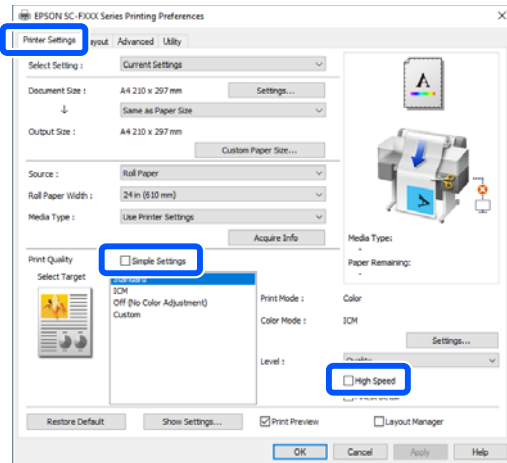 EPSON SC-FXXX Series Printing Preferences
Printer Settings ayout Advanced Utility
Select Setting : Current Settings
Document Size : A4 210 x 297 mm Settings...
Same as Paper Size
Output Size : A4 210 x 297 mm
Custom Paper Size...
Source : Roll Paper
Roll Paper Width : 24 in (610 mm)
Media Type : Use Printer Settings
Acquire Info
A
A
Media Type:
-
Paper Remaining:
-
Print Quality Simple Settings
Select Target
ICM
Off (No Color Adjustment)
Custom
Print Mode : Color
Color Mode : ICM
Settings...
Level : Quality
High Speed
Restore Default Show Settings... Print Preview Layout Manager
OK Cancel Apply Help